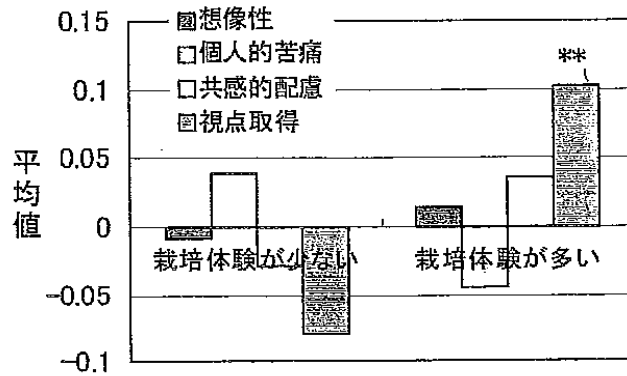 0.15
■想像性
□個人的苦痛
0.1
□共感的配慮
■視点取得
**
0.05
平均値
0
栽培体験が少ない
栽培体験が多い
-0.05
-0.1